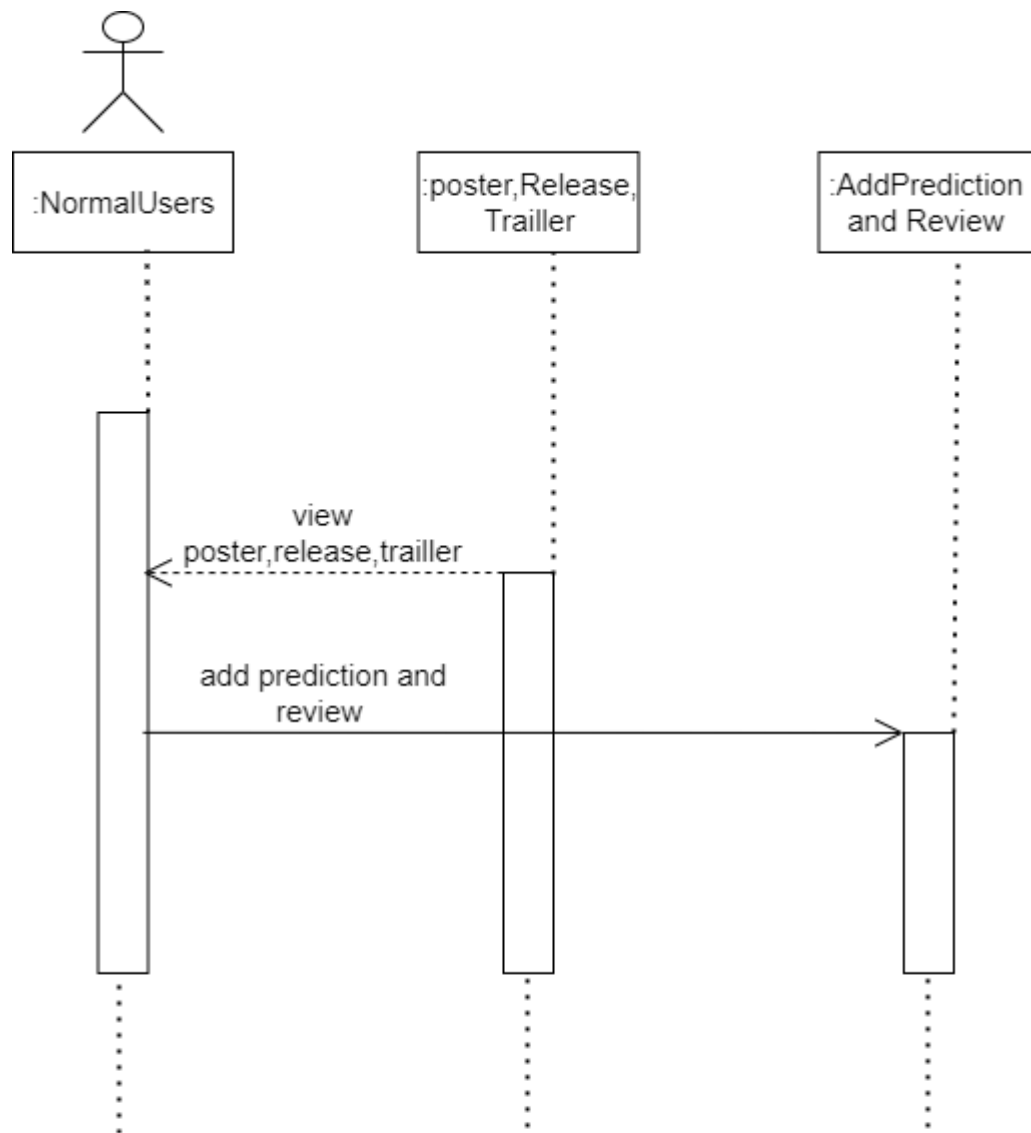 :NormalUsers
:poster,Release,
Trailler
:AddPrediction
and Review
view
poster,release,trailler
add prediction and
review